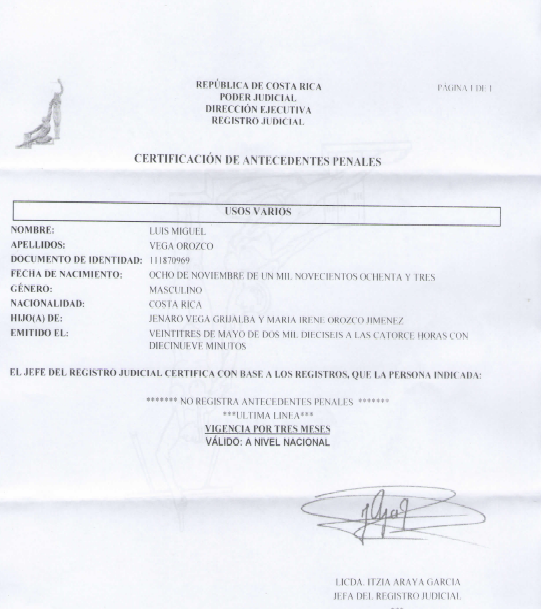 REPÚBLICA DE COSTA RICA
PODER JUDICIAL
DIRECCIÓN EJECUTIVA
REGISTRO JUDICIAL
PÁGINA 1 DE 1
CERTIFICACIÓN DE ANTECEDENTES PENALES
USOS VARIOS
NOMBRE: LUIS MIGUEL
APELLIDOS: VEGA OROZCO
DOCUMENTO DE IDENTIDAD: 111870969
FECHA DE NACIMIENTO: OCHO DE NOVIEMBRE DE UN MIL NOVECIENTOS OCHENTA Y TRES
GÉNERO: MASCULINO
NACIONALIDAD: COSTA RICA
HIJO(A) DE: JENARO VEGA GRIJALBA Y MARIA IRENE OROZCO JIMENEZ
EMITIDO EL: VEINTITRES DE MAYO DE DOS MIL DIECISEIS A LAS CATORCE HORAS CON
DIECINUEVE MINUTOS
EL JEFE DEL REGISTRO JUDICIAL CERTIFICA CON BASE A LOS REGISTROS, QUE LA PERSONA INDICADA:
******* NO REGISTRA ANTECEDENTES PENALES *******
***ULTIMA LINEA***
VIGENCIA POR TRES MESES
VÁLIDO: A NIVEL NACIONAL
LICDA. ITZIA ARAYA GARCIA
JEFA DEL REGISTRO JUDICIAL
***